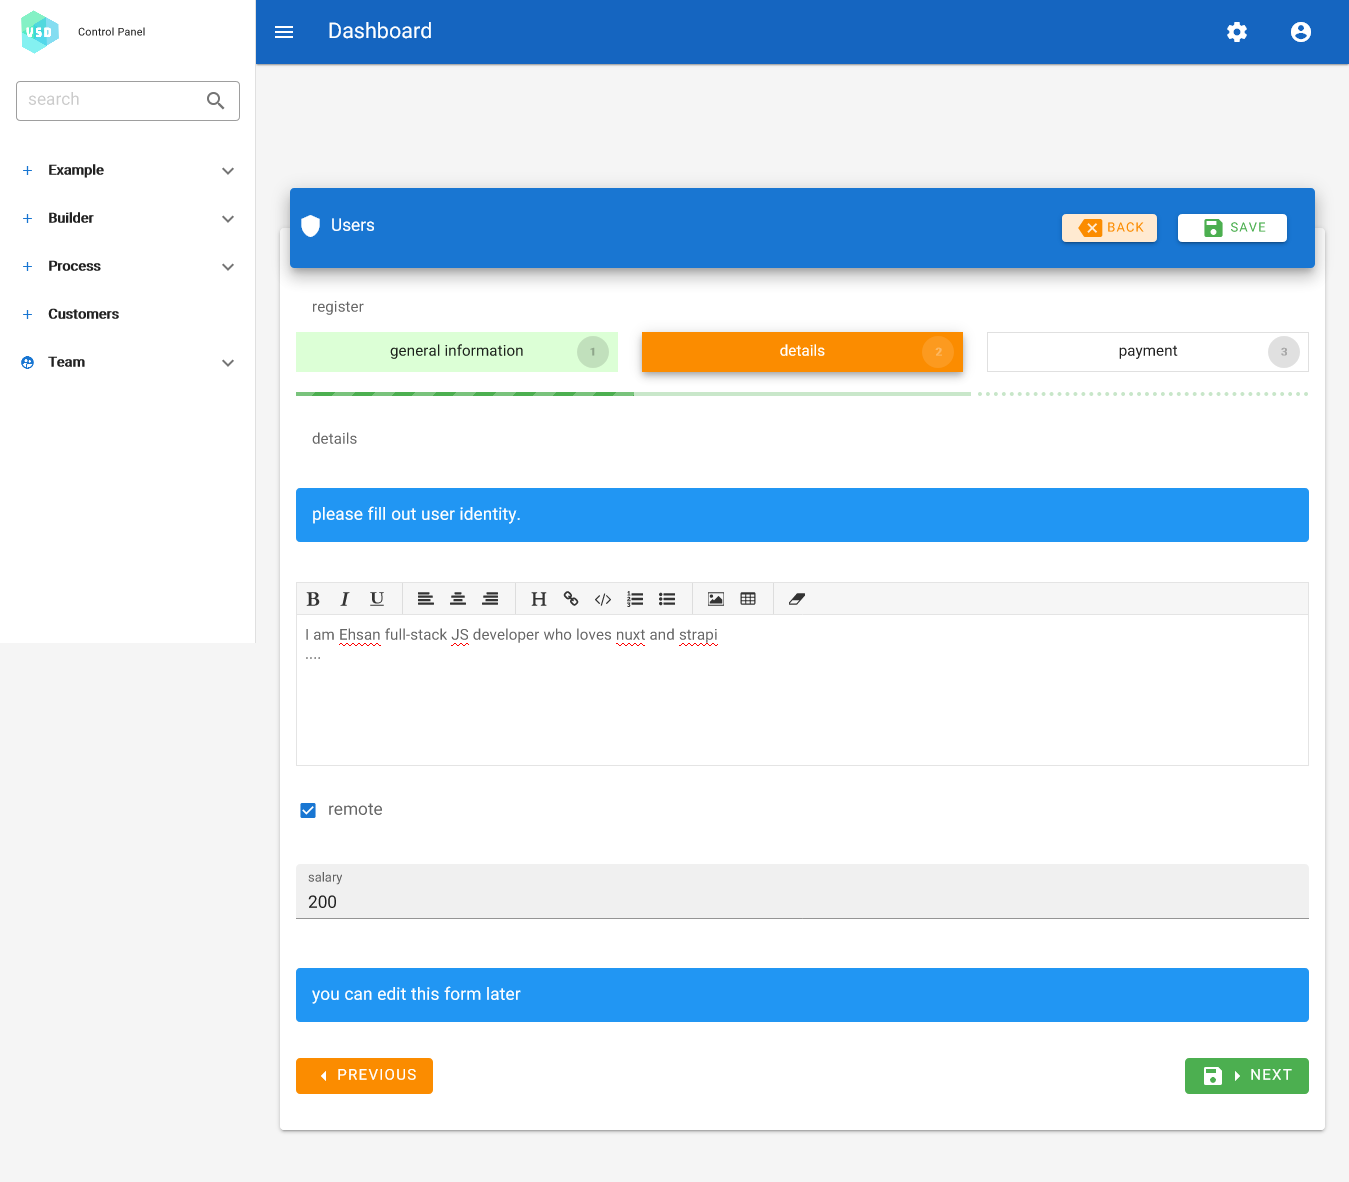 VSD
Control Panel
Dashboard
search
Example
Builder
Process
Customers
Team
Users
BACK
SAVE
register
general information
1
details
2
payment
3
details
please fill out user identity.
B I U H
I am Ehsan full-stack JS developer who loves nuxt and strapi
....
remote
salary
200
you can edit this form later
PREVIOUS
NEXT